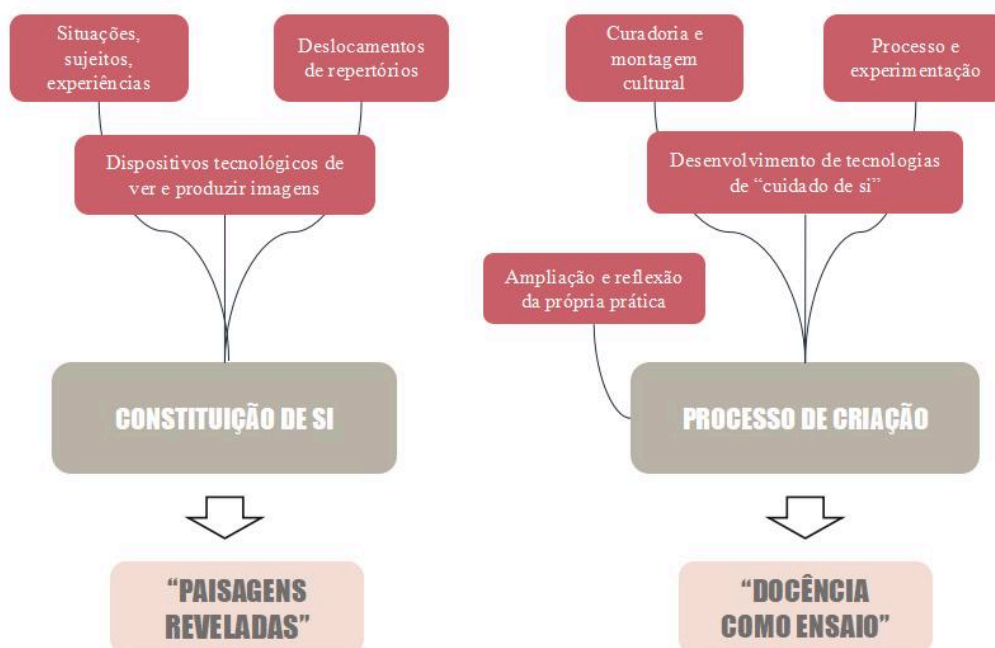 Situações,
sujeitos,
experiências
Deslocamentos
de repertórios
Dispositivos tecnológicos de
ver e produzir imagens
CONSTITUIÇÃO DE SI
“PAISAGENS
REVELADAS”
Curadoria e
montagem
cultural
Processo e
experimentação
Desenvolvimento de tecnologias
de “cuidado de si”
Ampliação e reflexão
da própria prática
PROCESSO DE CRIAÇÃO
“DOCÊNCIA
COMO ENSAIO”